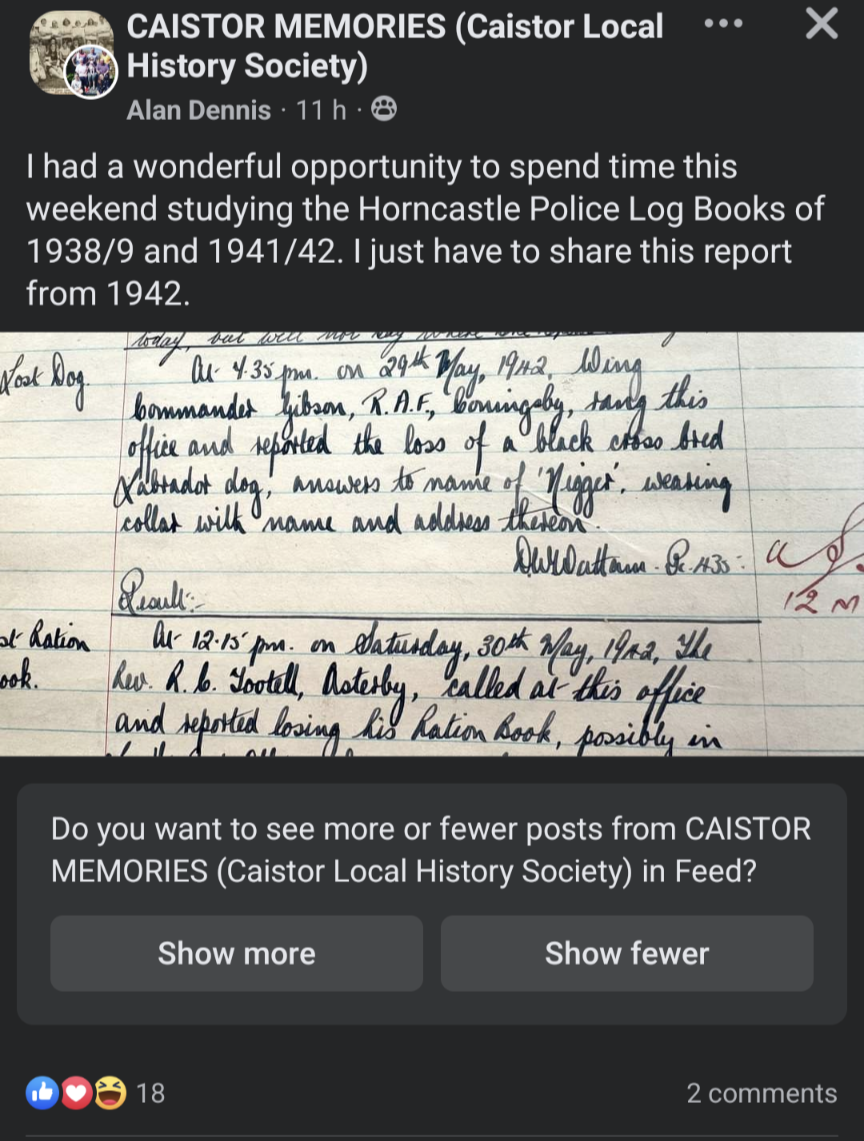 CAISTOR MEMORIES (Caistor Local
History Society)
Alan Dennis · 11 h ·
I had a wonderful opportunity to spend time this
weekend studying the Horncastle Police Log Books of
1938/9 and 1941/42. I just have to share this report
from 1942.
today, but will not say where
Lost Dog.
At 4.35 pm. on 29th May, 1942, Wing
Commander Gibson, R.A.F., Coningsby, rang this
office and reported the loss of a black cross bred
Labrador dog, answers to name of 'Nigger', wearing
collar with name and address thereon.
Result:-
st Ration
ook.
At 12.15 pm. on Saturday, 30th May, 1942, The
Rev. R. C. Tootell, Asterby, called at this office
and reported losing his Ration Book, possibly in
Do you want to see more or fewer posts from CAISTOR
MEMORIES (Caistor Local History Society) in Feed?
Show more
Show fewer
18
2 comments